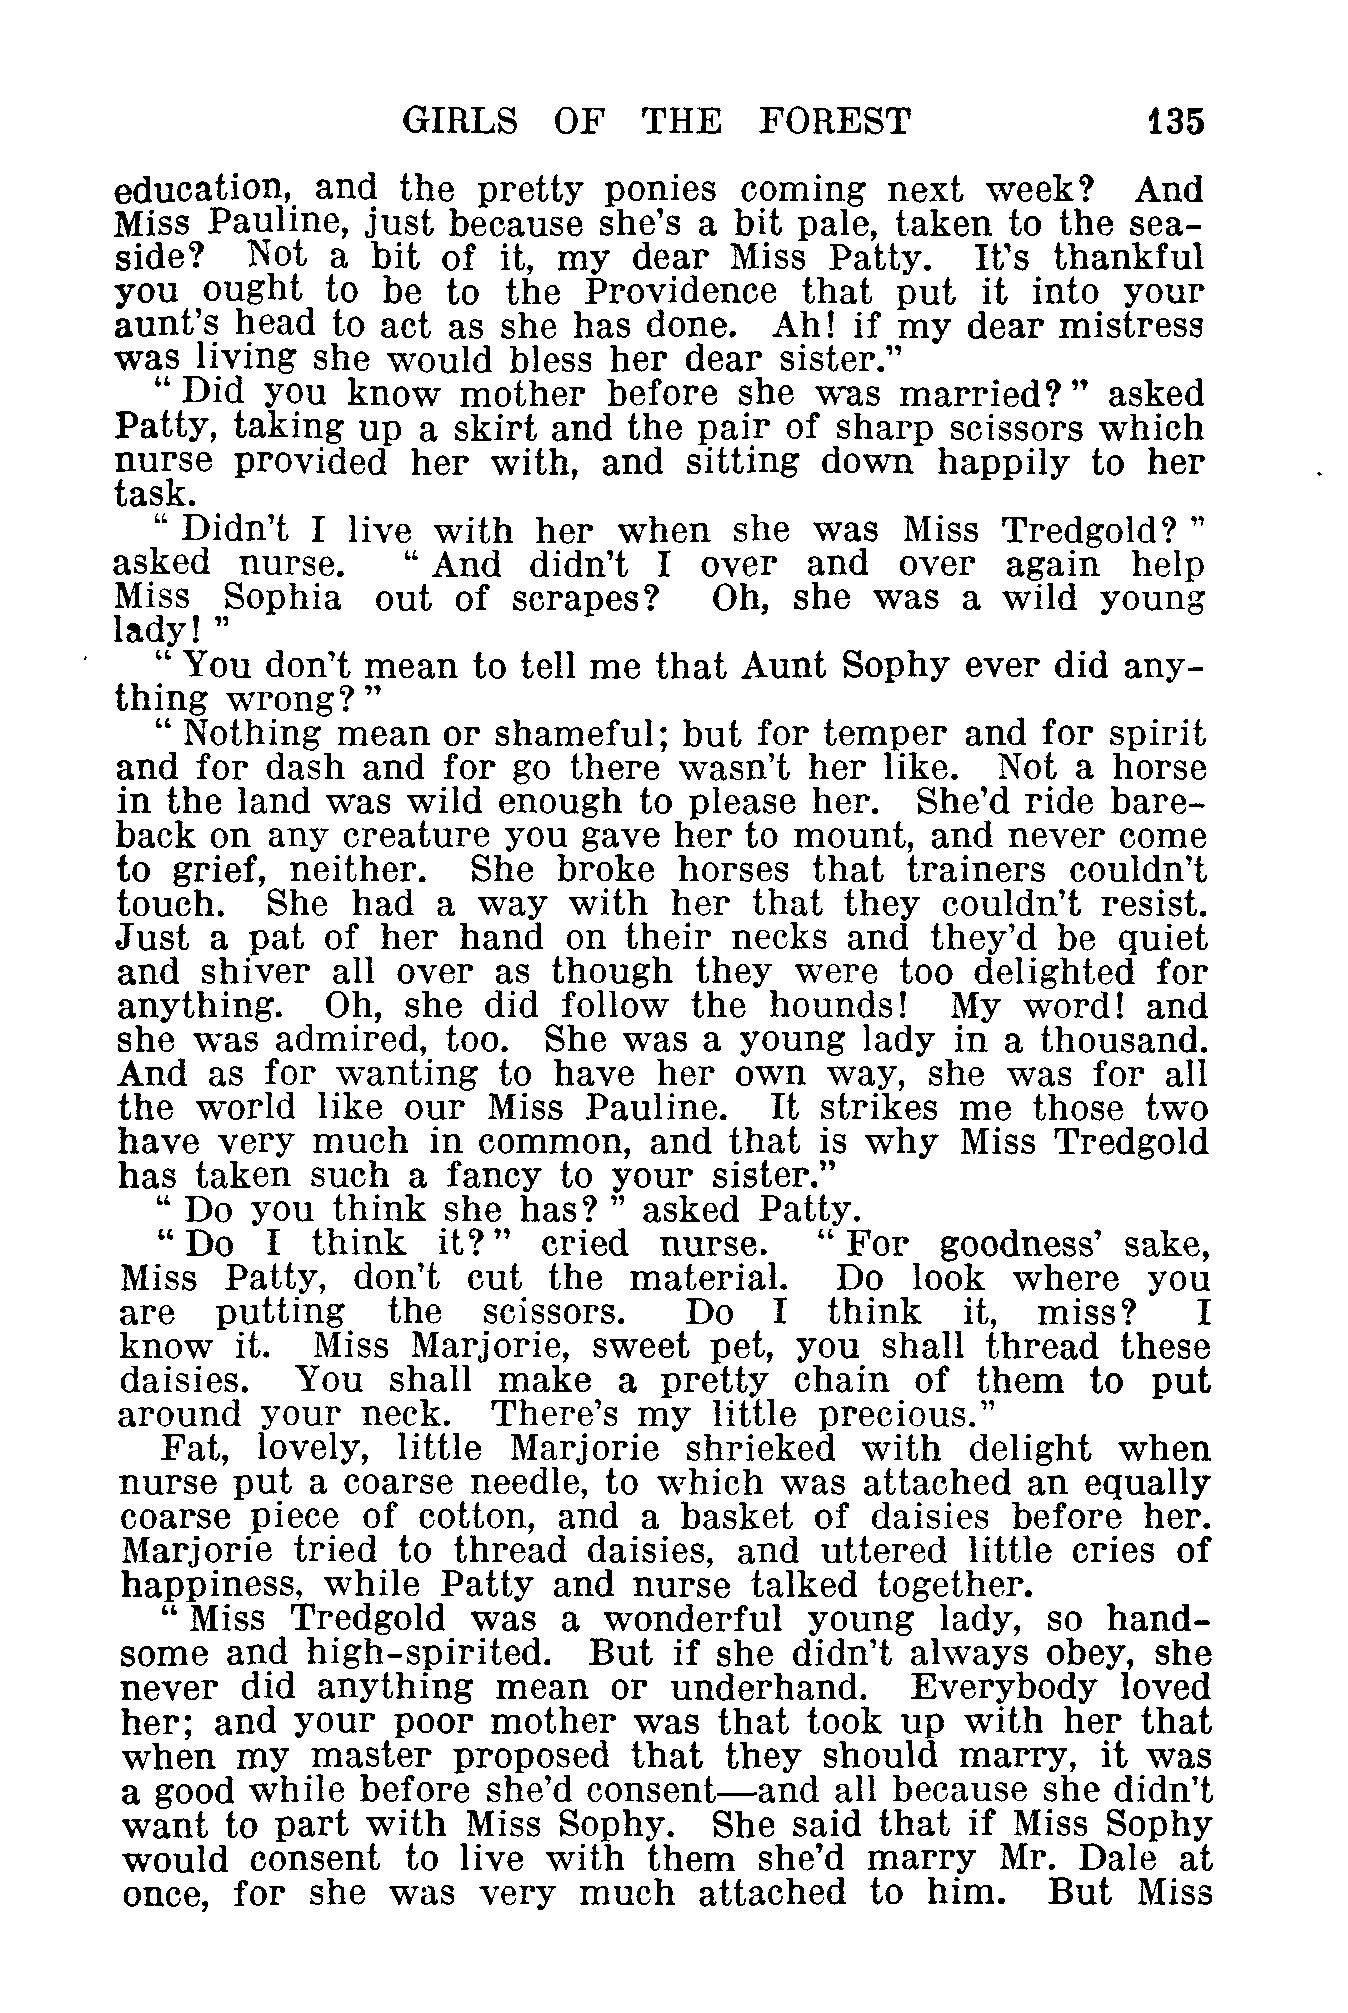 GIRLS OF THE FOREST 135
education, and the pretty ponies coming next week? And
Miss Pauline, just because she's a bit pale, taken to the sea-
side? Not a bit of it, my dear Miss Patty. It's thankful
you ought to be to the Providence that put it into your
aunt's head to act as she has done. Ah! if my dear mistress
was living she would bless her dear sister."
"Did you know mother before she was married?" asked
Patty, taking up a skirt and the pair of sharp scissors which
nurse provided her with, and sitting down happily to her
task.
"Didn't I live with her when she was Miss Tredgold?"
asked nurse. "And didn't I over and over again help
Miss Sophia out of scrapes? Oh, she was a wild young
lady!"
"You don't mean to tell me that Aunt Sophy ever did any-
thing wrong?"
"Nothing mean or shameful; but for temper and for spirit
and for dash and for go there wasn't her like. Not a horse
in the land was wild enough to please her. She'd ride bare-
back on any creature you gave her to mount, and never come
to grief, neither. She broke horses that trainers couldn't
touch. She had a way with her that they couldn't resist.
Just a pat of her hand on their necks and they'd be quiet
and shiver all over as though they were too delighted for
anything. Oh, she did follow the hounds! My word! and
she was admired, too. She was a young lady in a thousand.
And as for wanting to have her own way, she was for all
the world like our Miss Pauline. It strikes me those two
have very much in common, and that is why Miss Tredgold
has taken such a fancy to your sister."
"Do you think she has?" asked Patty.
"Do I think it?" cried nurse. "For goodness' sake,
Miss Patty, don't cut the material. Do look where you
are putting the scissors. Do I think it, miss? I
know it. Miss Marjorie, sweet pet, you shall thread these
daisies. You shall make a pretty chain of them to put
around your neck. There's my little precious."
Fat, lovely, little Marjorie shrieked with delight when
nurse put a coarse needle, to which was attached an equally
coarse piece of cotton, and a basket of daisies before her.
Marjorie tried to thread daisies, and uttered little cries of
happiness, while Patty and nurse talked together.
"Miss Tredgold was a wonderful young lady, so hand-
some and high-spirited. But if she didn't always obey, she
never did anything mean or underhand. Everybody loved
her; and your poor mother was that took up with her that
when my master proposed that they should marry, it was
a good while before she'd consent—and all because she didn't
want to part with Miss Sophy. She said that if Miss Sophy
would consent to live with them she'd marry Mr. Dale at
once, for she was very much attached to him. But Miss